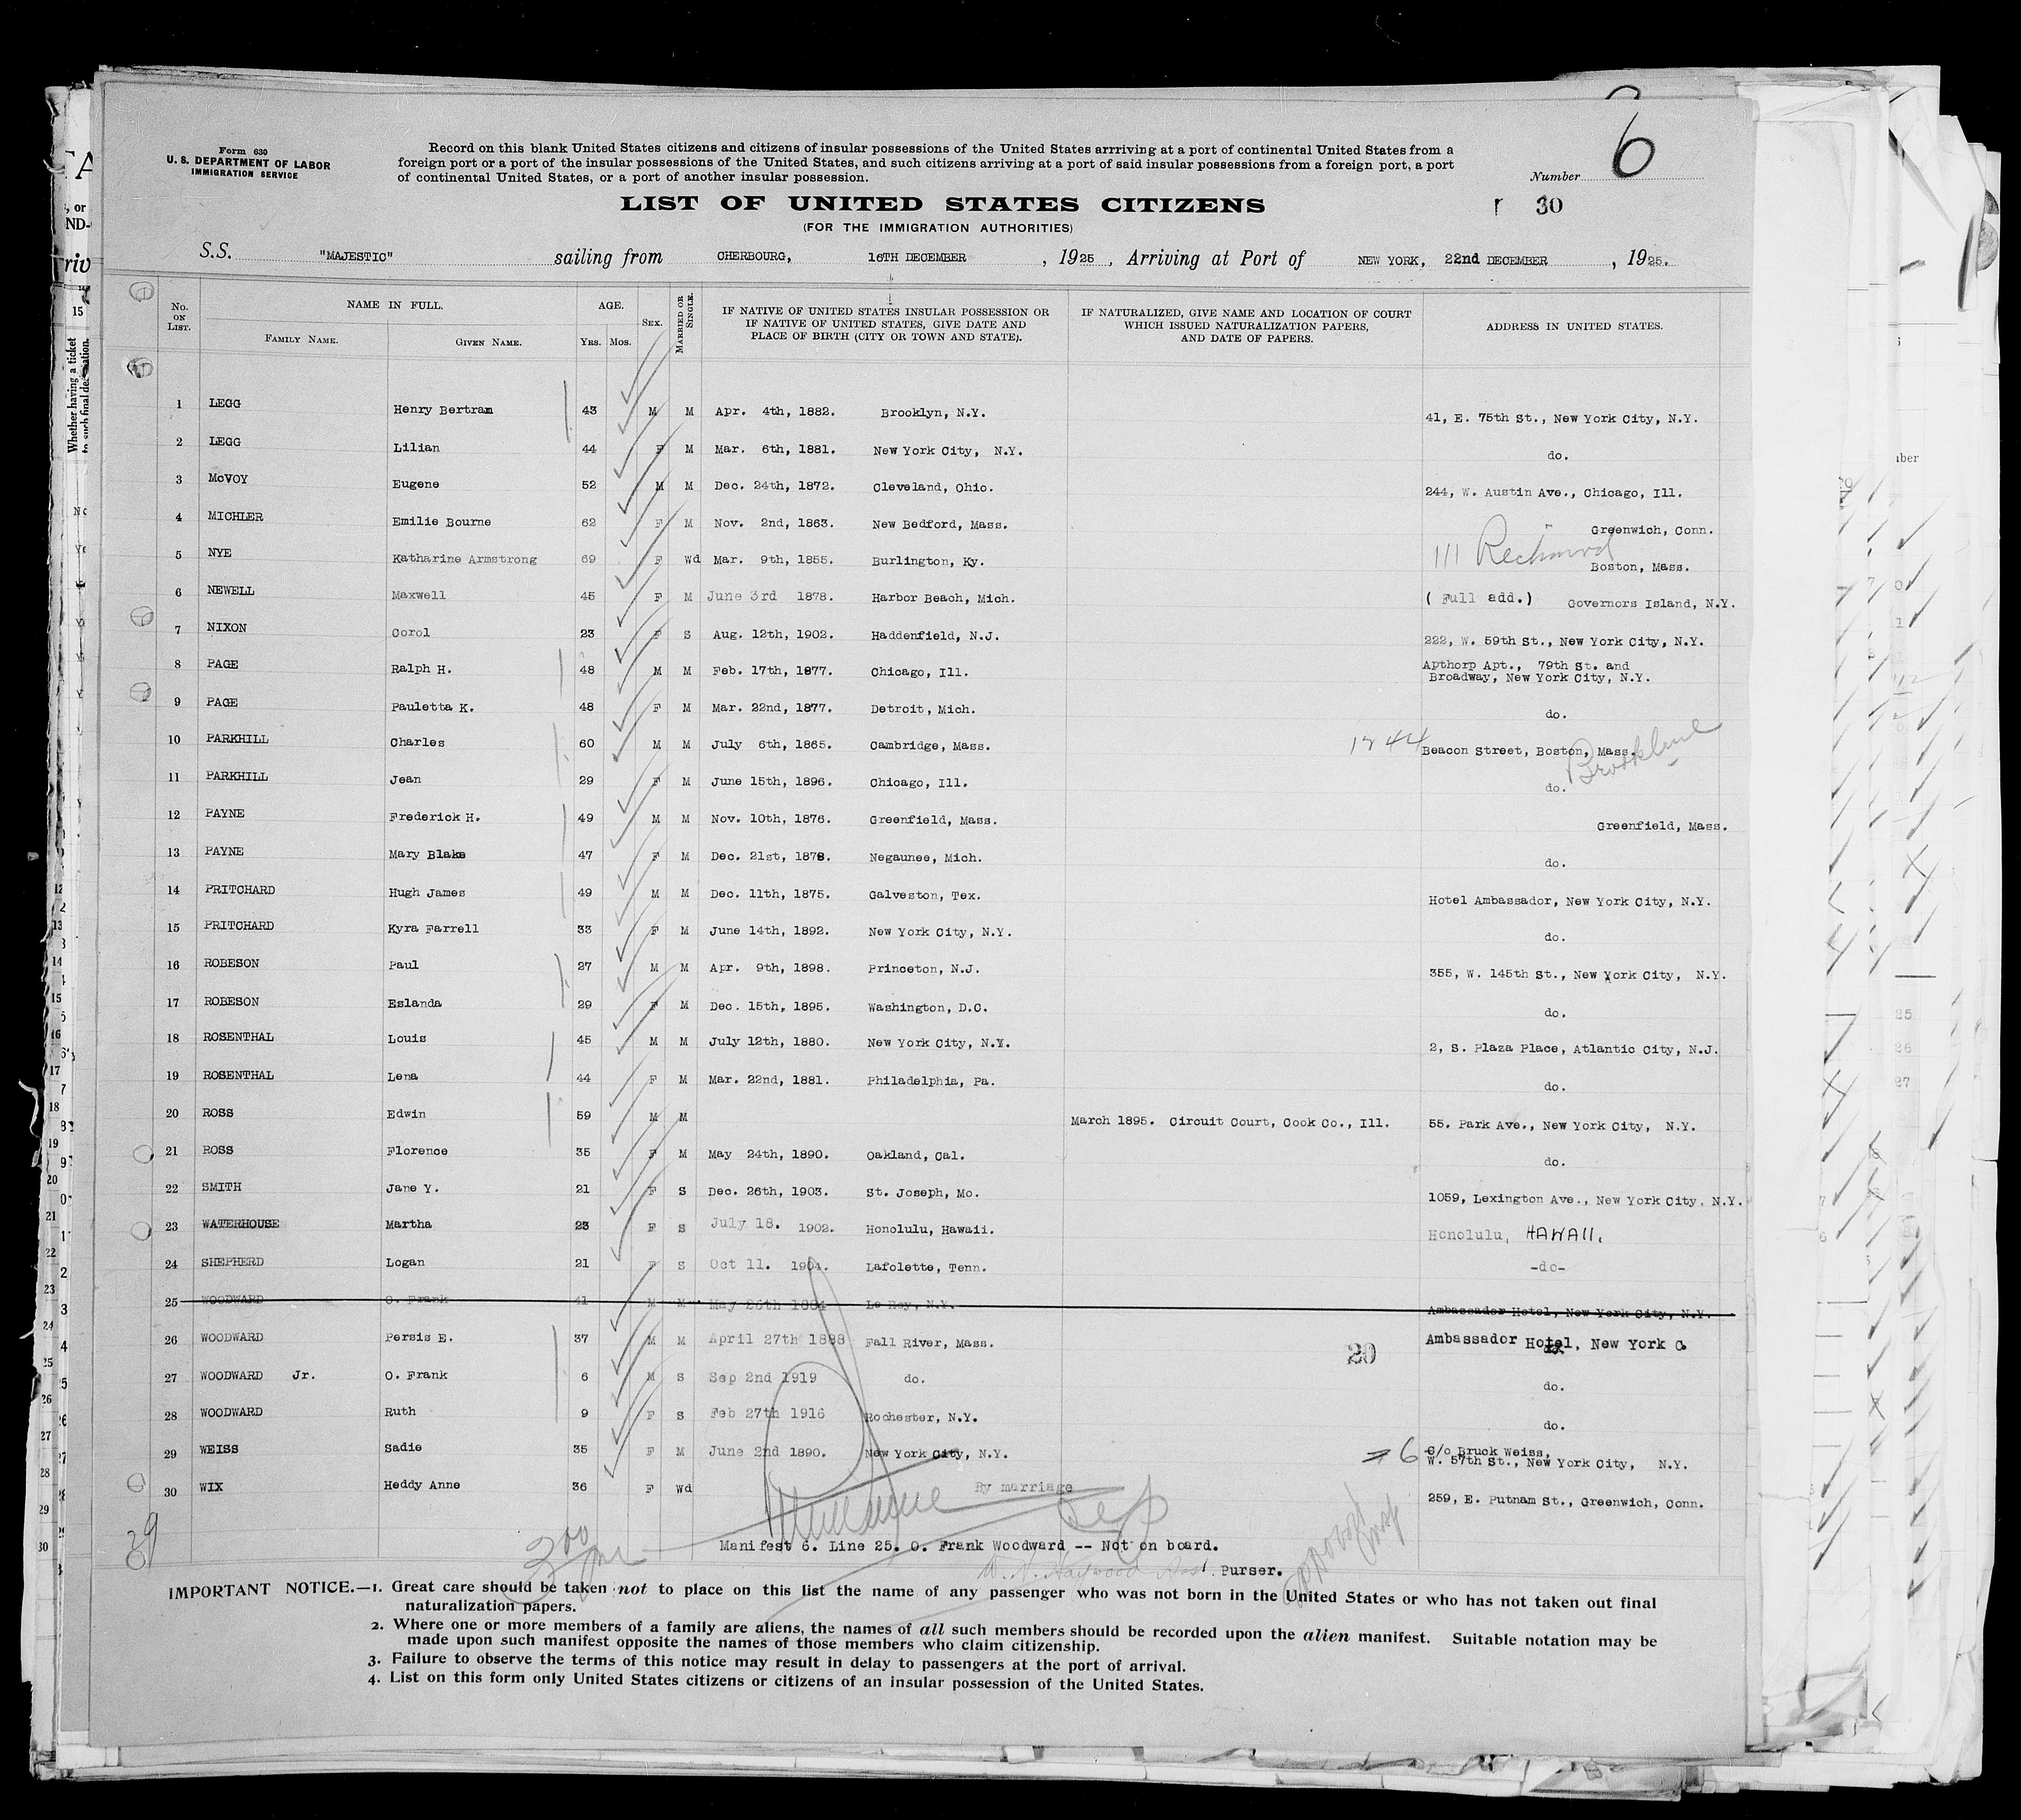 6
Form 630
U. S. DEPARTMENT OF LABOR
IMMIGRATION SERVICE
Record on this blank United States citizens and citizens of insular possessions of the United States arrriving at a port of continental United States from a
foreign port or a port of the insular possessions of the United States, and such citizens arriving at a port of said insular possessions from a foreign port, a port
of continental United States, or a port of another insular possession.
Number
LIST OF UNITED STATES CITIZENS
30
(FOR THE IMMIGRATION AUTHORITIES)
S.S. "MAJESTIC" sailing from CHERBOURG, 16TH DECEMBER, 1925, Arriving at Port of NEW YORK, 22nd DECEMBER, 1925.
No. ON LIST. NAME IN FULL. FAMILY NAME. GIVEN NAME. AGE. YRS. MOS. SEX. MARRIED OR SINGLE. IF NATIVE OF UNITED STATES INSULAR POSSESSION OR IF NATIVE OF UNITED STATES, GIVE DATE AND PLACE OF BIRTH (CITY OR TOWN AND STATE). IF NATURALIZED, GIVE NAME AND LOCATION OF COURT WHICH ISSUED NATURALIZATION PAPERS, AND DATE OF PAPERS. ADDRESS IN UNITED STATES.
1 LEGG Henry Bertram 43 M M Apr. 4th, 1882. Brooklyn, N.Y. 41, E. 75th St., New York City, N.Y.
2 LEGG Lilian 44 F M Mar. 6th, 1881. New York City, N.Y. do.
3 McVOY Eugene 52 M M Dec. 24th, 1872. Cleveland, Ohio. 244, W. Austin Ave., Chicago, Ill.
4 MICHLER Emilie Bourne 62 F M Nov. 2nd, 1863. New Bedford, Mass. Greenwich, Conn.
5 NYE Katharine Armstrong 69 F Wd Mar. 9th, 1855. Burlington, Ky. 111 Boston, Mass.
6 NEWELL Maxwell 45 F M June 3rd 1878. Harbor Beach, Mich. ( Full add.) Governors Island, N.Y.
7 NIXON Corol 23 F S Aug. 12th, 1902. Haddenfield, N.J. 222, W. 59th St., New York City, N.Y.
8 PAGE Ralph H. 48 M M Feb. 17th, 1877. Chicago, Ill. Apthorp Apt., 79th St. and
Broadway, New York City, N.Y.
9 PAGE Pauletta K. 48 F M Mar. 22nd, 1877. Detroit, Mich. do.
10 PARKHILL Charles 60 M M July 6th, 1865. Cambridge, Mass. 1844 Beacon Street, Boston, Mass. Brookline
11 PARKHILL Jean 29 F M June 15th, 1896. Chicago, Ill. do.
12 PAYNE Frederick H. 49 M M Nov. 10th, 1876. Greenfield, Mass. Greenfield, Mass.
13 PAYNE Mary Blake 47 F M Dec. 21st, 1878. Negaunee, Mich. do.
14 PRITCHARD Hugh James 49 M M Dec. 11th, 1875. Galveston, Tex. Hotel Ambassador, New York City, N.Y.
15 PRITCHARD Kyra Farrell 33 F M June 14th, 1892. New York City, N.Y. do.
16 ROBESON Paul 27 M M Apr. 9th, 1898. Princeton, N.J. 355, W. 145th St., New York City, N.Y.
17 ROBESON Eslanda 29 F M Dec. 15th, 1895. Washington, D.C. do.
18 ROSENTHAL Louis 45 M M July 12th, 1880. New York City, N.Y. 2, S. Plaza Place, Atlantic City, N.J.
19 ROSENTHAL Lena 44 F M Mar. 22nd, 1881. Philadelphia, Pa. do.
20 ROSS Edwin 59 M M March 1895. Circuit Court, Cook Co., Ill. 55. Park Ave., New York City, N.Y.
21 ROSS Florence 35 F M May 24th, 1890. Oakland, Cal. do.
22 SMITH Jane Y. 21 F S Dec. 26th, 1903. St. Joseph, Mo. 1059, Lexington Ave., New York City, N.Y.
23 WATERHOUSE Martha 23 F S July 18. 1902. Honolulu, Hawaii. Honolulu, HAWAII.
24 SHEPHERD Logan 21 F S Oct 11. 1904. Lafolette, Tenn. -do-
25 WOODWARD O. Frank 41 M M May 26th 1884 Le Roy, N.Y. Ambassador Hotel, New York City, N.Y.
26 WOODWARD Persis E. 37 M M April 27th 1888 Fall River, Mass. 20 Ambassador Hotel, New York C.
27 WOODWARD Jr. O. Frank 6 M S Sep 2nd 1919 do. do.
28 WOODWARD Ruth 9 F S Feb 27th 1916 Rochester, N.Y. do.
29 WEISS Sadie 35 F M June 2nd 1890. New York City, N.Y. 6 C/o Bruck Weiss,
W. 57th St., New York City, N.Y.
30 WIX Heddy Anne 36 F Wd By marriage 259, E. Putnam St., Greenwich, Conn.
Manifest 6. Line 25. O. Frank Woodward -- Not on board.
Purser.
IMPORTANT NOTICE.—1. Great care should be taken not to place on this list the name of any passenger who was not born in the United States or who has not taken out final
naturalization papers.
2. Where one or more members of a family are aliens, the names of all such members should be recorded upon the alien manifest. Suitable notation may be
made upon such manifest opposite the names of those members who claim citizenship.
3. Failure to observe the terms of this notice may result in delay to passengers at the port of arrival.
4. List on this form only United States citizens or citizens of an insular possession of the United States.